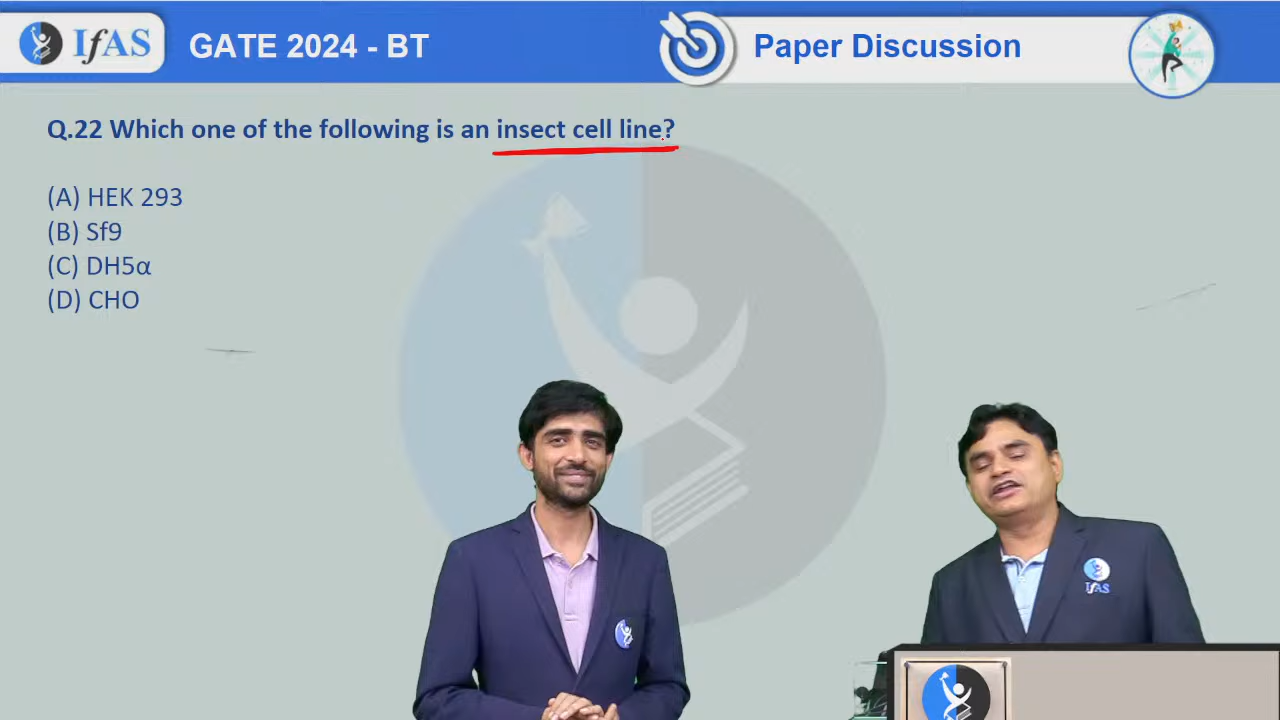 IfAS
GATE 2024 - BT
Paper Discussion
Q.22 Which one of the following is an insect cell line?
(A) HEK 293
(B) Sf9
(C) DH5α
(D) CHO
IfAS